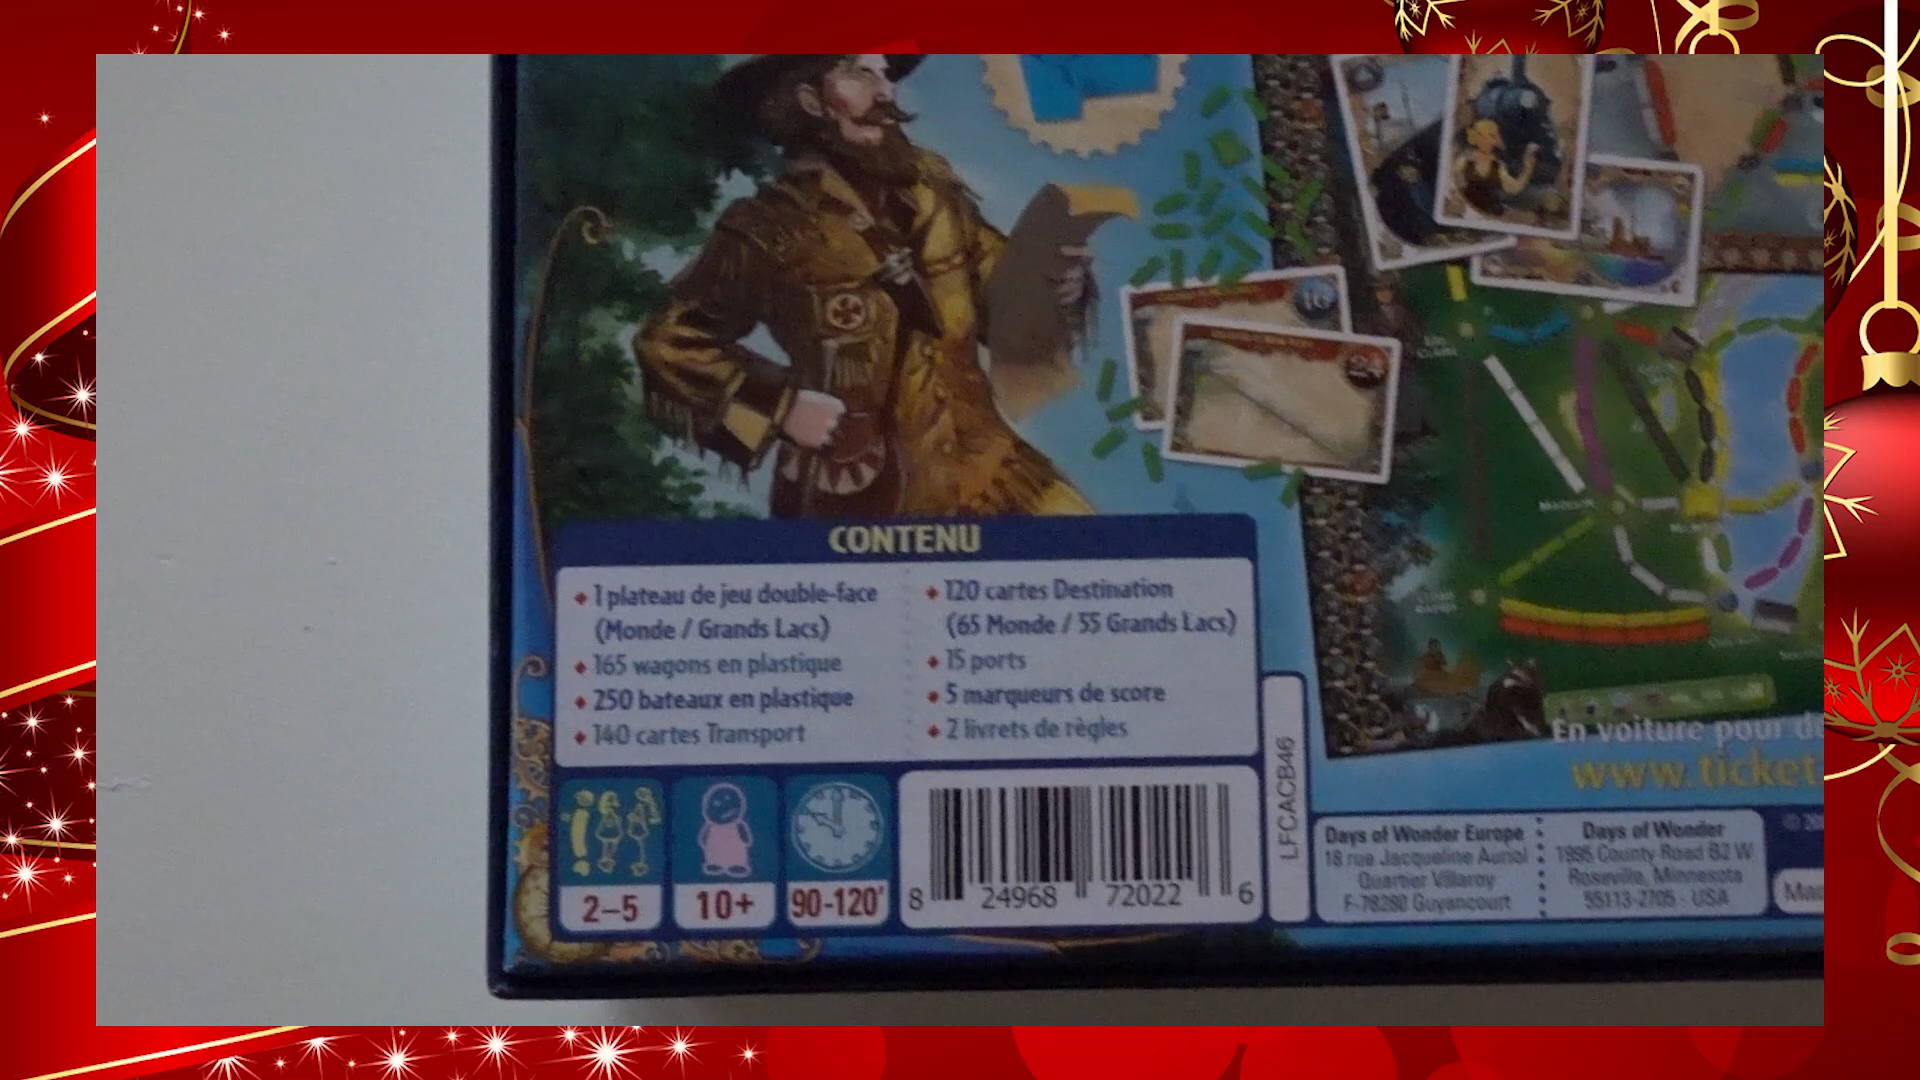 16
24
CONTENU
1 plateau de jeu double-face
(Monde / Grands Lacs)
165 wagons en plastique
250 bateaux en plastique
140 cartes Transport
120 cartes Destination
(65 Monde / 55 Grands Lacs)
15 ports
5 marqueurs de score
2 livrets de règles
2–5
10+
90-120'
8 24968 72022 6
LFCACB46
En voiture pour
www.ticket
Days of Wonder Europe
18 rue Jacqueline Auriol
Quartier Villaroy
F-78280 Guyancourt
Days of Wonder
1995 County Road B2 W
Roseville, Minnesota
55113-2705 - USA